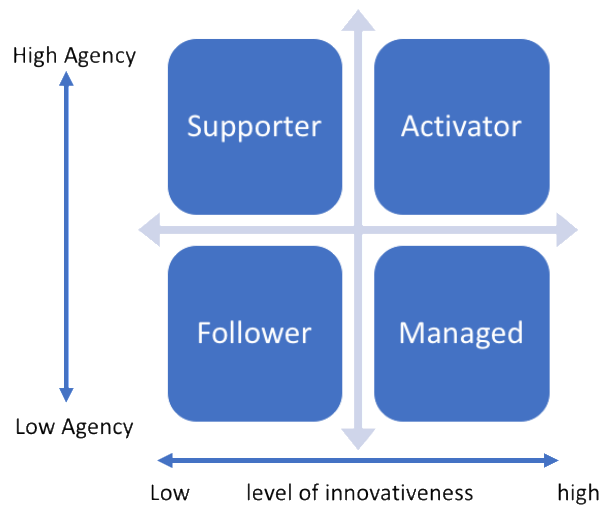 High Agency
Supporter
Activator
Follower
Managed
Low Agency
Low level of innovativeness high